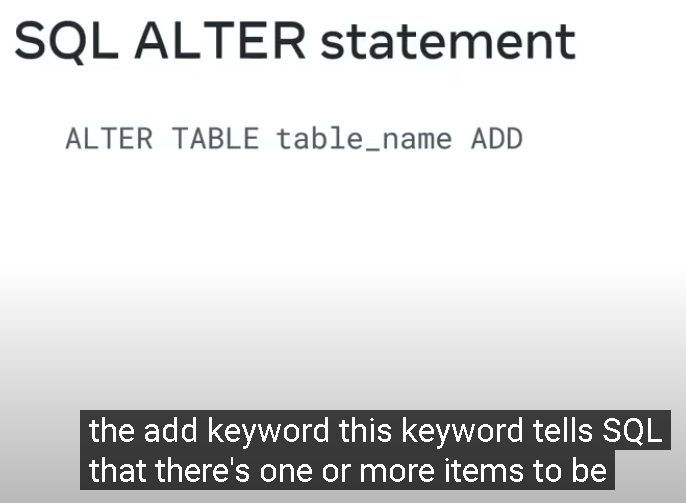 SQL ALTER statement
ALTER TABLE table_name ADD
the add keyword this keyword tells SQL
that there's one or more items to be